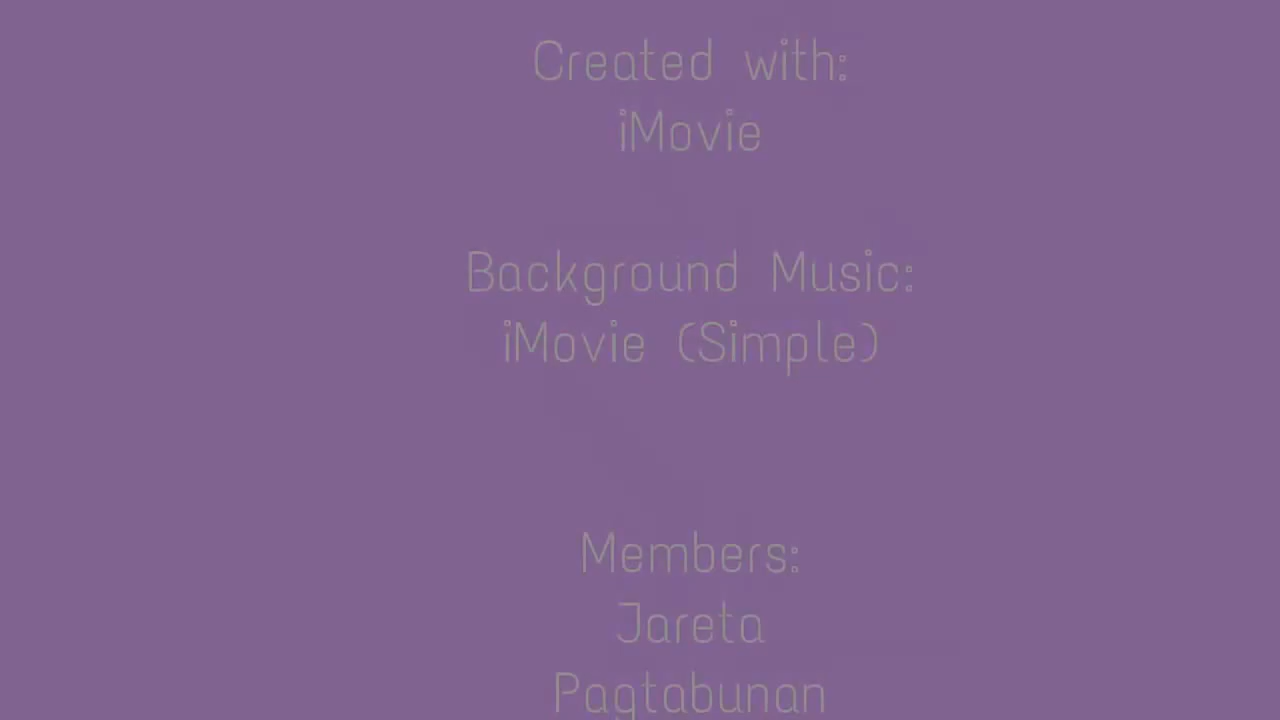 Created with:
iMovie
Background Music:
iMovie (Simple)
Members:
Jareta
Pagtabunan